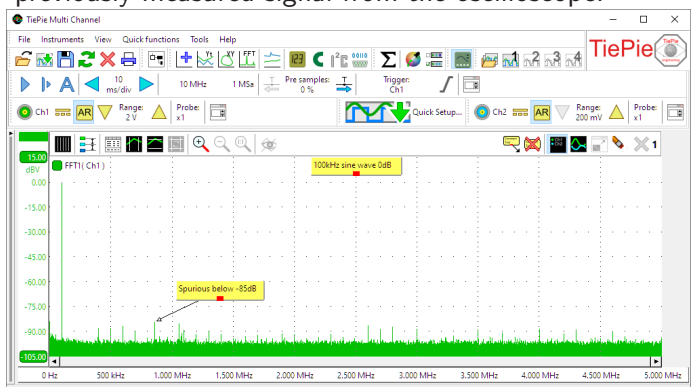 previously measured signal from the oscilloscope.
TiePie Multi Channel
File Instruments View Quick functions Tools Help
TiePie
10
ms/div
10 MHz 1 MSa
Pre samples:
0 %
Trigger:
Ch1
Ch1 AR Range:
2 V
Probe:
x1
Quick Setup...
Ch2 AR Range:
200 mV
Probe:
x1
1
15.00
dBV
FFT1( Ch1 )
100kHz sine wave 0dB
0.00
-15.00
-30.00
-45.00
-60.00
Spurious below -85dB
-75.00
-90.00
-105.00
0 Hz 500 kHz 1.000 MHz 1.500 MHz 2.000 MHz 2.500 MHz 3.000 MHz 3.500 MHz 4.000 MHz 4.500 MHz 5.000 MHz